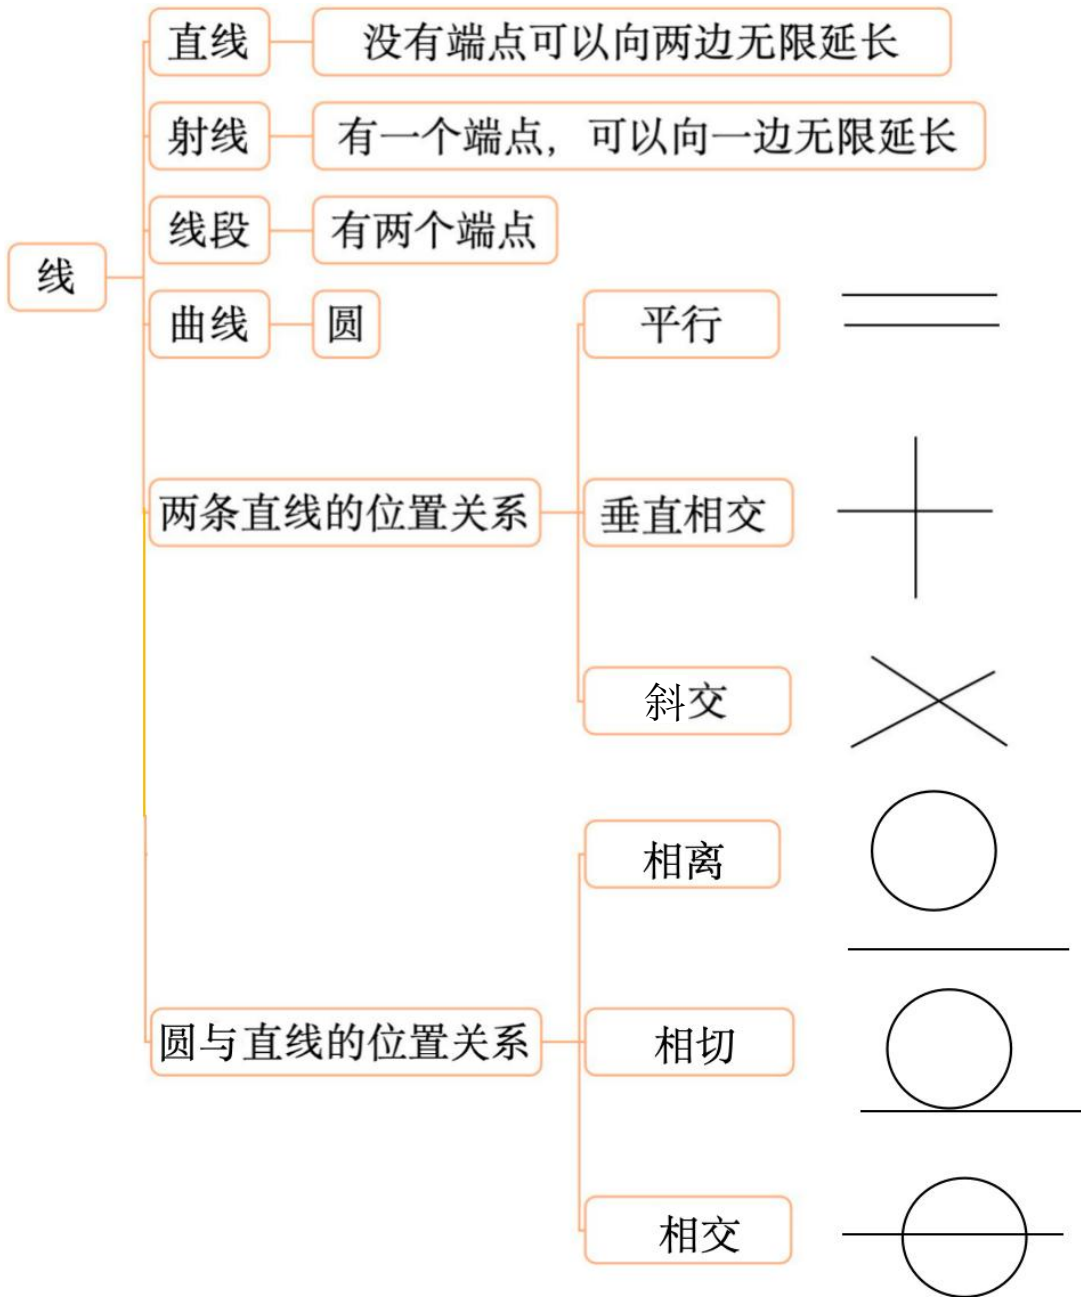 直线
没有端点可以向两边无限延长
射线
有一个端点，可以向一边无限延长
线段
有两个端点
线
曲线
圆
平行
两条直线的位置关系
垂直相交
斜交
相离
圆与直线的位置关系
相切
相交